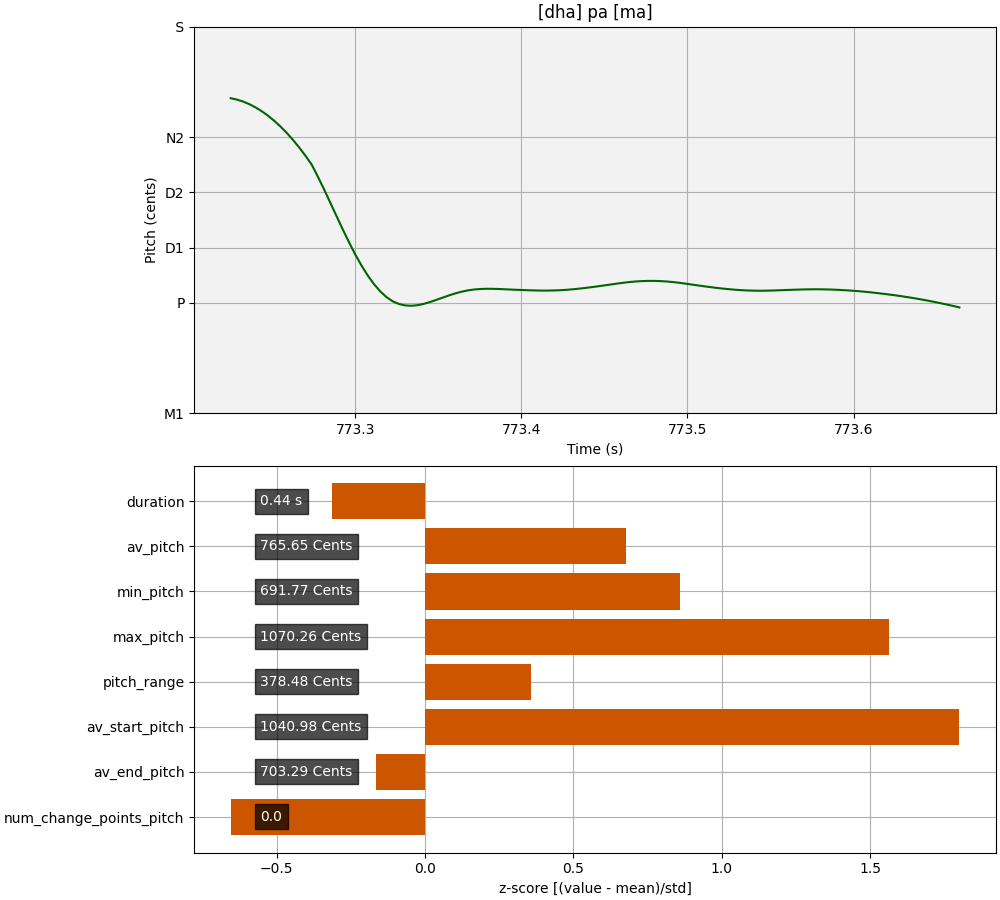 [dha] pa [ma]
S
N2
D2
D1
P
M1
Pitch (cents)
773.3 773.4 773.5 773.6
Time (s)
duration 0.44 s
av_pitch 765.65 Cents
min_pitch 691.77 Cents
max_pitch 1070.26 Cents
pitch_range 378.48 Cents
av_start_pitch 1040.98 Cents
av_end_pitch 703.29 Cents
num_change_points_pitch 0.0
−0.5 0.0 0.5 1.0 1.5
z-score [(value - mean)/std]